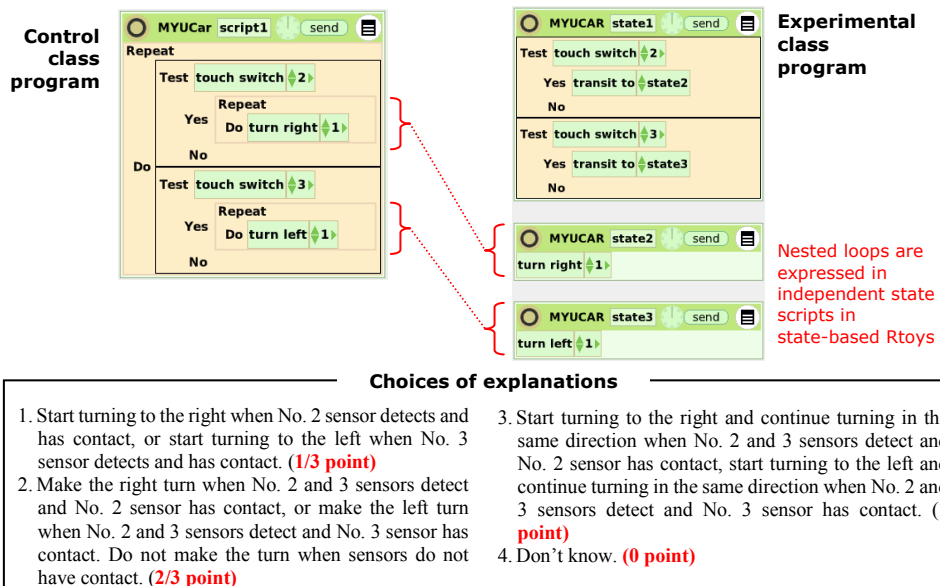 Control
class
program
MYUCar script1 send
Repeat
Test touch switch 2
Yes
Repeat
Do turn right 1
No
Do
Test touch switch 3
Yes
Repeat
Do turn left 1
No
MYUCAR state1 send
Test touch switch 2
Yes transit to state2
No
Test touch switch 3
Yes transit to state3
No
Experimental
class
program
MYUCAR state2 send
turn right 1
MYUCAR state3 send
turn left 1
Nested loops are
expressed in
independent state
scripts in
state-based Rtoys
Choices of explanations
1. Start turning to the right when No. 2 sensor detects and
has contact, or start turning to the left when No. 3
sensor detects and has contact. (1/3 point)
2. Make the right turn when No. 2 and 3 sensors detect
and No. 2 sensor has contact, or make the left turn
when No. 2 and 3 sensors detect and No. 3 sensor has
contact. Do not make the turn when sensors do not
have contact. (2/3 point)
3. Start turning to the right and continue turning in th
same direction when No. 2 and 3 sensors detect an
No. 2 sensor has contact, start turning to the left an
continue turning in the same direction when No. 2 an
3 sensors detect and No. 3 sensor has contact. (
point)
4. Don't know. (0 point)